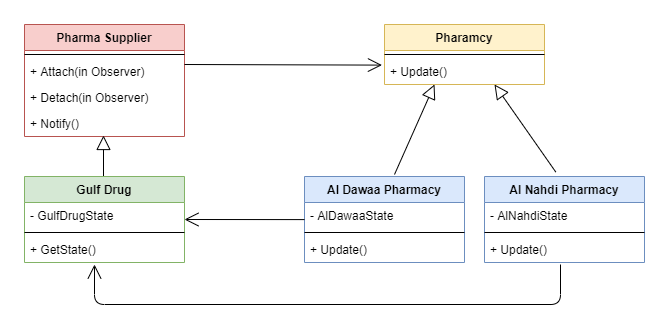 Pharma Supplier
+ Attach(in Observer)
+ Detach(in Observer)
+ Notify()
Pharamcy
+ Update()
Gulf Drug
- GulfDrugState
+ GetState()
Al Dawaa Pharmacy
- AlDawaaState
+ Update()
Al Nahdi Pharmacy
- AlNahdiState
+ Update()